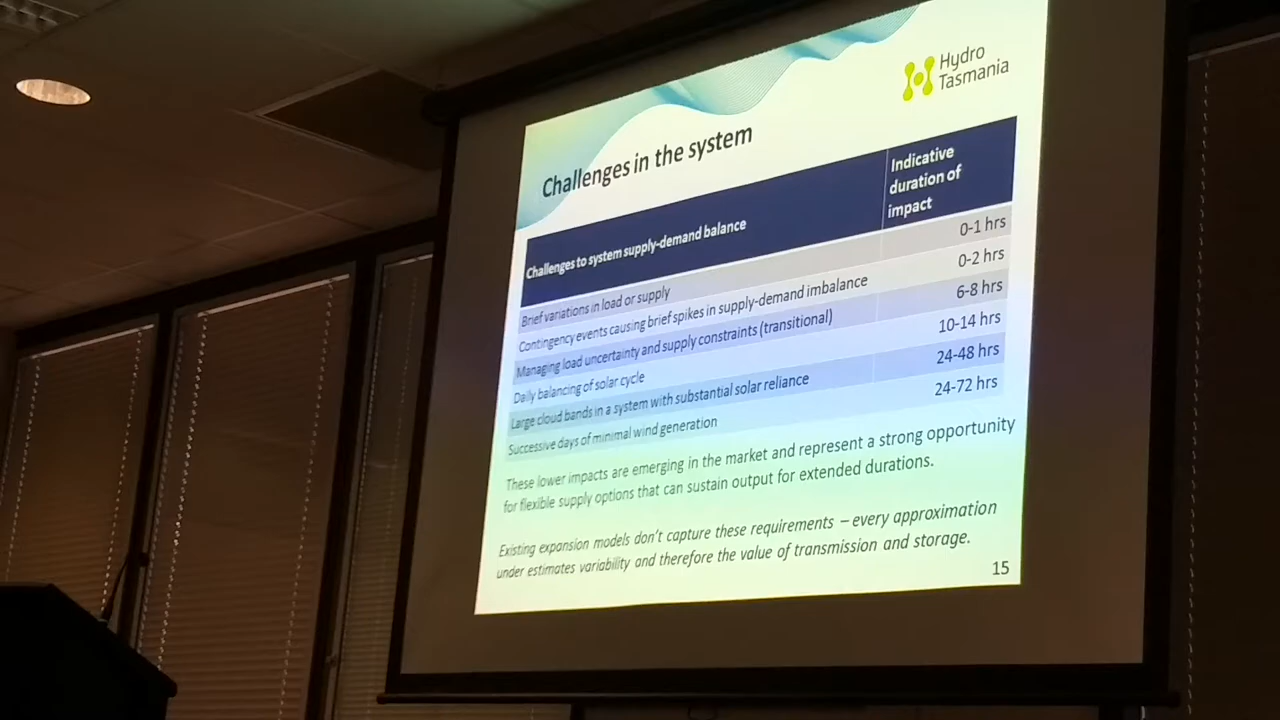 Hydro
Tasmania
Challenges in the system
Challenges to system supply-demand balance
Indicative
duration of
impact
Brief variations in load or supply 0-1 hrs
Contingency events causing brief spikes in supply-demand imbalance 0-2 hrs
Managing load uncertainty and supply constraints (transitional) 6-8 hrs
Daily balancing of solar cycle 10-14 hrs
Large cloud bands in a system with substantial solar reliance 24-48 hrs
Successive days of minimal wind generation 24-72 hrs
These lower impacts are emerging in the market and represent a strong opportunity
for flexible supply options that can sustain output for extended durations.
Existing expansion models don't capture these requirements – every approximation
under estimates variability and therefore the value of transmission and storage.
15